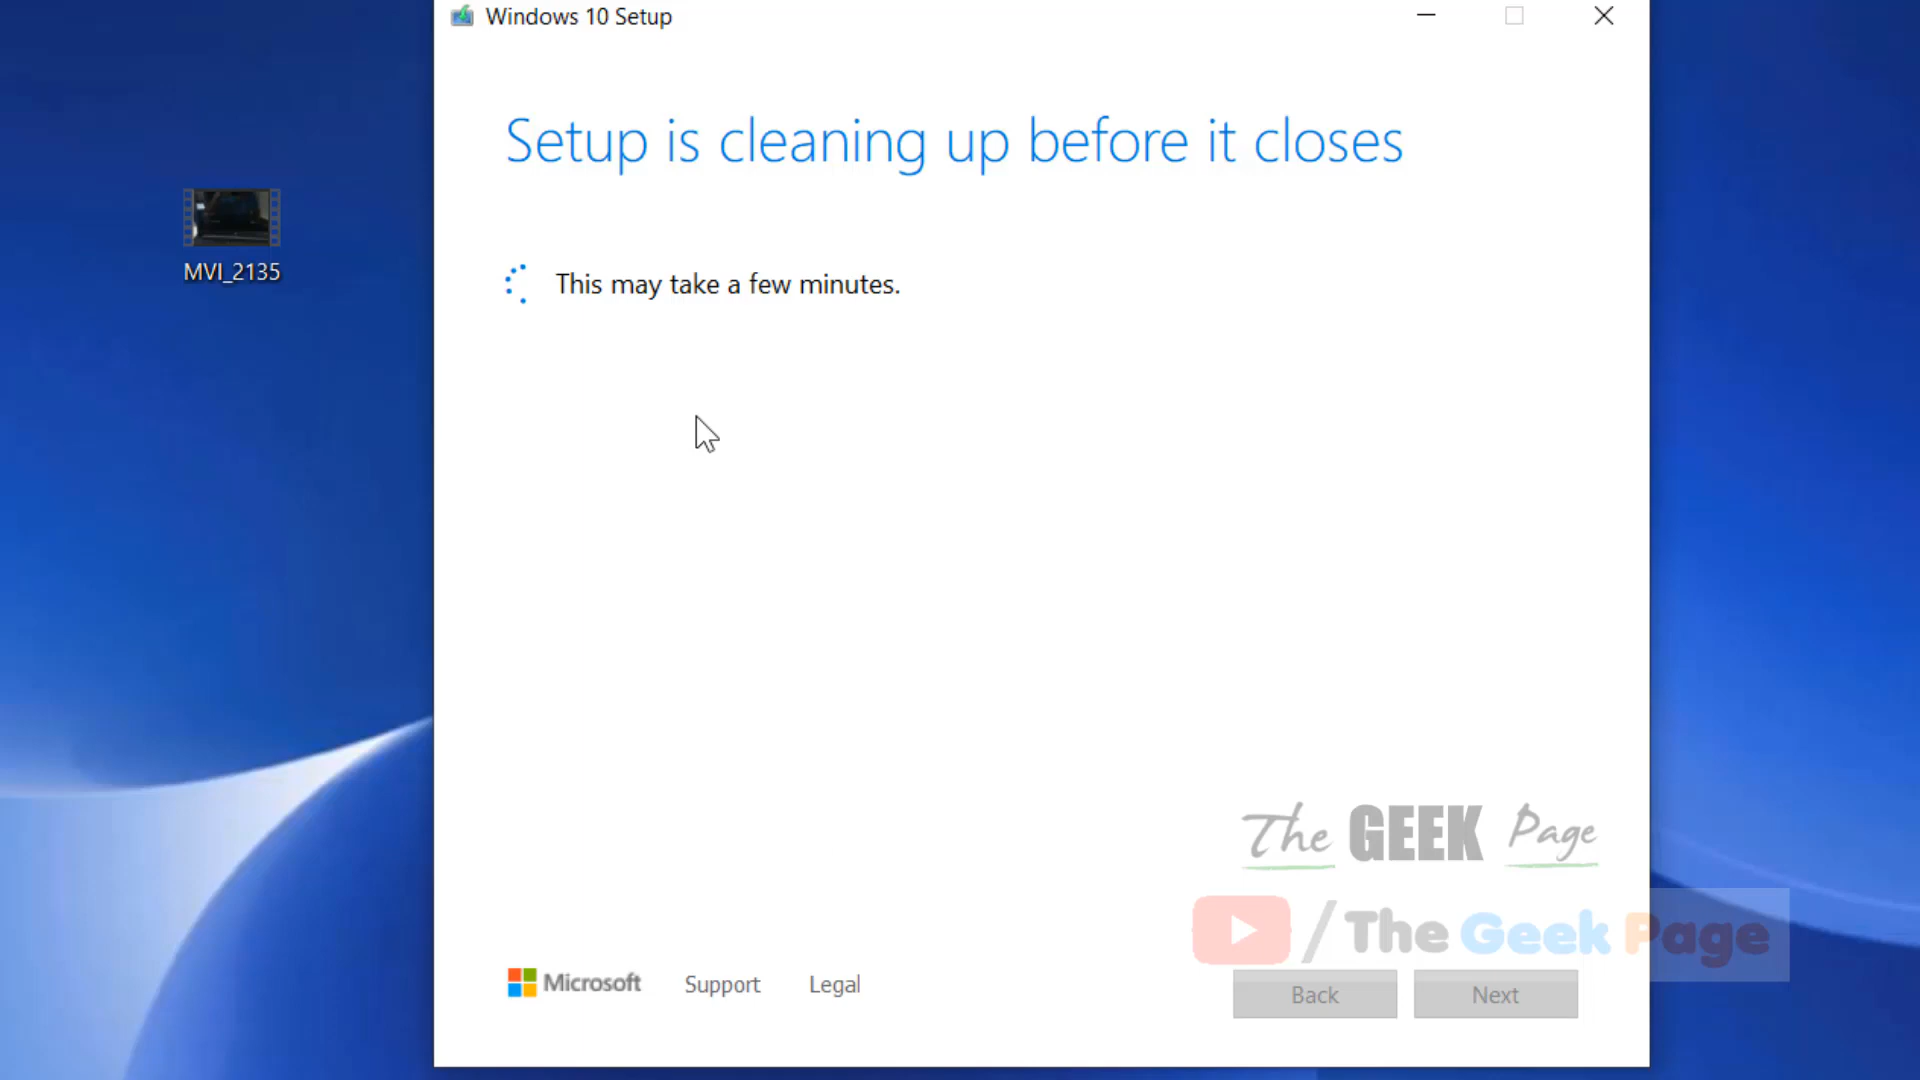 Windows 10 Setup
Setup is cleaning up before it closes
MVI_2135
This may take a few minutes.
The GEEK Page
/The Geek Page
Microsoft Support Legal
Back Next